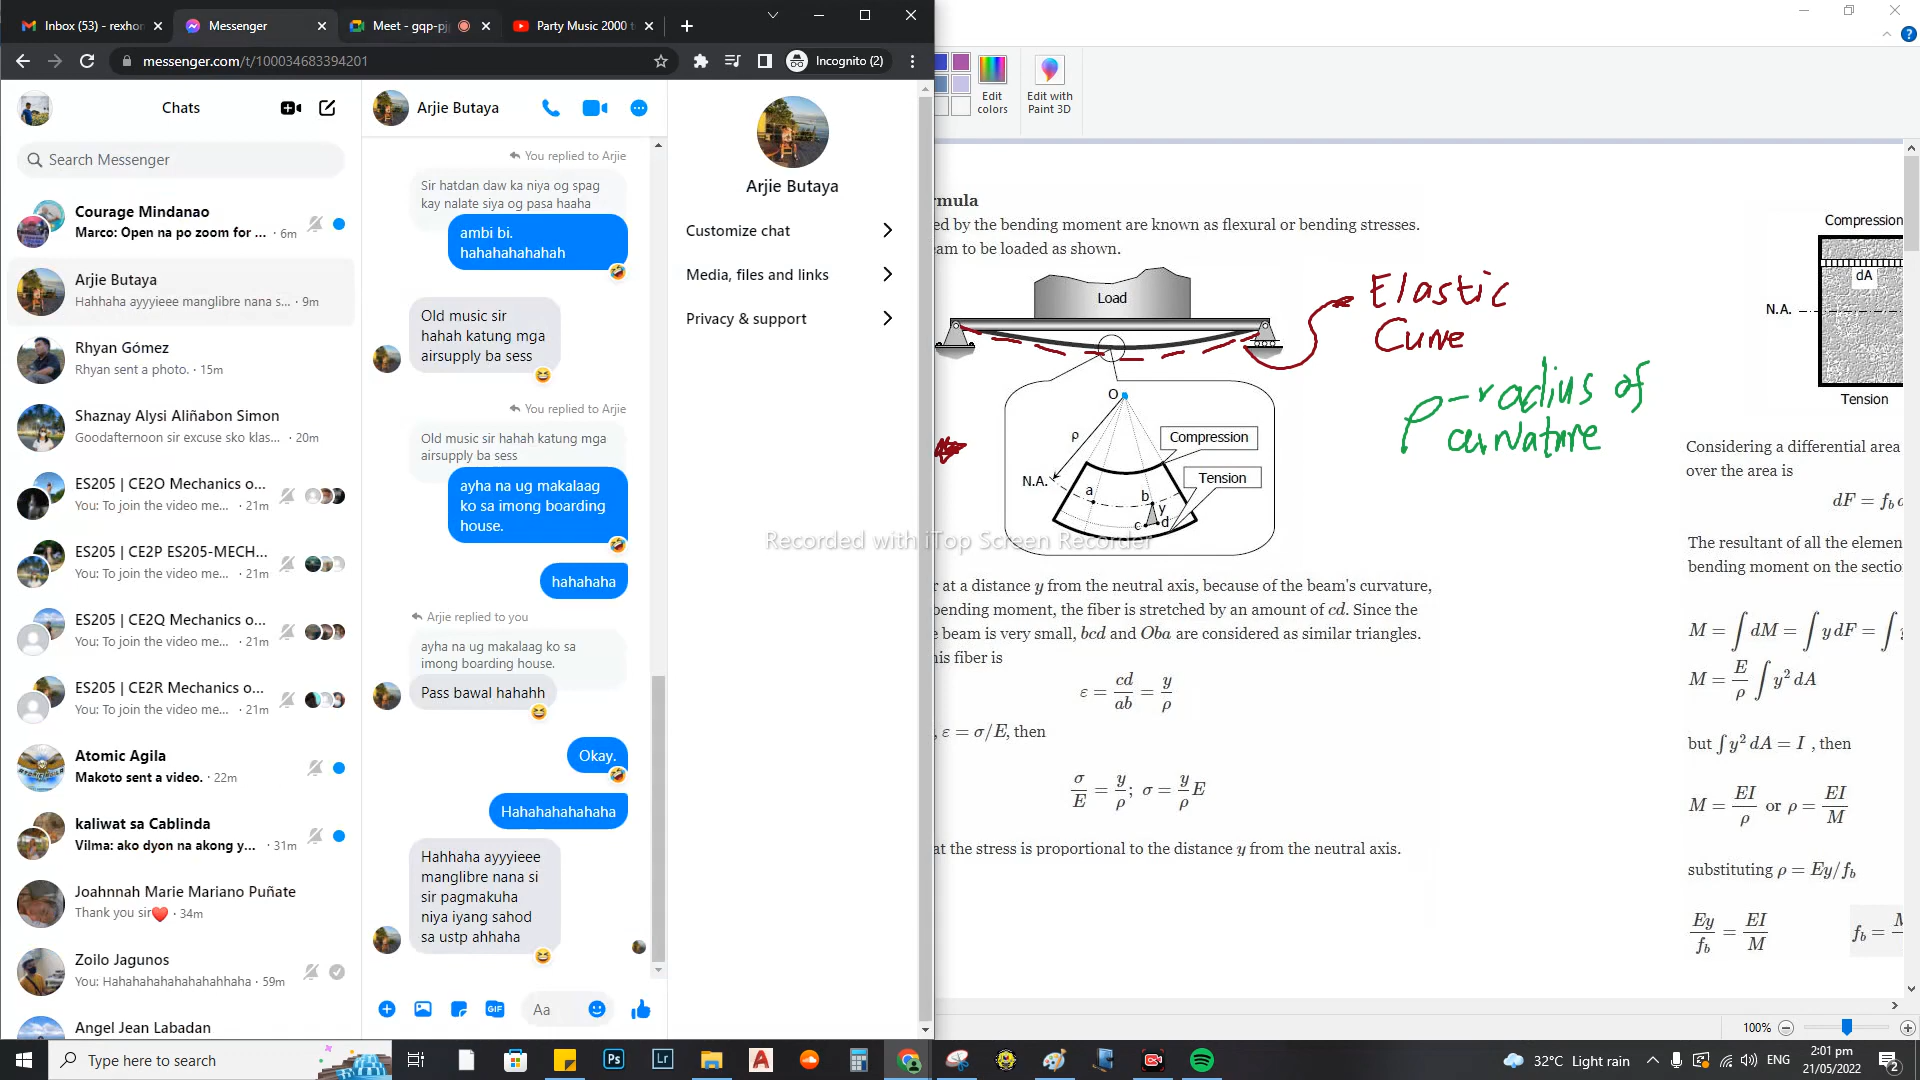 Inbox (53) - rexhon
Messenger
Meet - gqp-pj
Party Music 2000 t
messenger.com/t/100034683394201
Incognito (2)
Chats
Search Messenger
Courage Mindanao
Marco: Open na po zoom for ... · 6m
Arjie Butaya
Hahhaha ayyyieee manglibre nana s... · 9m
Rhyan Gómez
Rhyan sent a photo. · 15m
Shaznay Alysi Aliñabon Simon
Goodafternoon sir excuse sko klas... · 20m
ES205 | CE2O Mechanics o...
You: To join the video me... · 21m
ES205 | CE2P ES205-MECH...
You: To join the video me... · 21m
ES205 | CE2Q Mechanics o...
You: To join the video me... · 21m
ES205 | CE2R Mechanics o...
You: To join the video me... · 21m
Atomic Agila
Makoto sent a video. · 22m
kaliwat sa Cablinda
Vilma: ako dyon na akong y... · 31m
Joahnnah Marie Mariano Puñate
Thank you sir❤️ · 34m
Zoilo Jagunos
You: Hahahahahahahahhaha · 59m
Angel Jean Labadan
Arjie Butaya
You replied to Arjie
Sir hatdan daw ka niya og spag
kay nalate siya og pasa haaha
ambi bi.
hahahahahahah
Old music sir
hahah katung mga
airsupply ba sess
You replied to Arjie
Old music sir hahah katung mga
airsupply ba sess
ayha na ug makalaag
ko sa imong boarding
house.
hahahaha
Arjie replied to you
ayha na ug makalaag ko sa
imong boarding house.
Pass bawal hahahh
Okay.
Hahahahahahaha
Hahhaha ayyyieee
manglibre nana si
sir pagmakuha
niya iyang sahod
sa ustp ahhaha
GIF
Aa
Arjie Butaya
Customize chat
Media, files and links
Privacy & support
Edit
colors
Edit with
Paint 3D
rmula
ed by the bending moment are known as flexural or bending stresses.
eam to be loaded as shown.
Load
Elastic
Curve
ρ - radius of
curvature
O
ρ
Compression
Tension
N.A.
a
b
y
c
d
Recorded with iTop Screen Recorder
r at a distance y from the neutral axis, because of the beam's curvature,
bending moment, the fiber is stretched by an amount of cd. Since the
e beam is very small, bcd and Oba are considered as similar triangles.
his fiber is
ε = cd/ab = y/ρ
, ε = σ/E, then
σ/E = y/ρ; σ = y/ρ E
at the stress is proportional to the distance y from the neutral axis.
Compression
dA
N.A.
Tension
Considering a differential area
over the area is
dF = f_b
The resultant of all the elemen
bending moment on the sectio
M = ∫ dM = ∫ y dF = ∫
M = E/ρ ∫ y² dA
but ∫ y² dA = I , then
M = EI/ρ or ρ = EI/M
substituting ρ = Ey/f_b
Ey/f_b = EI/M
f_b =
100%
Type here to search
Ps
Lr
A
32°C Light rain
ENG
2:01 pm
21/05/2022
2